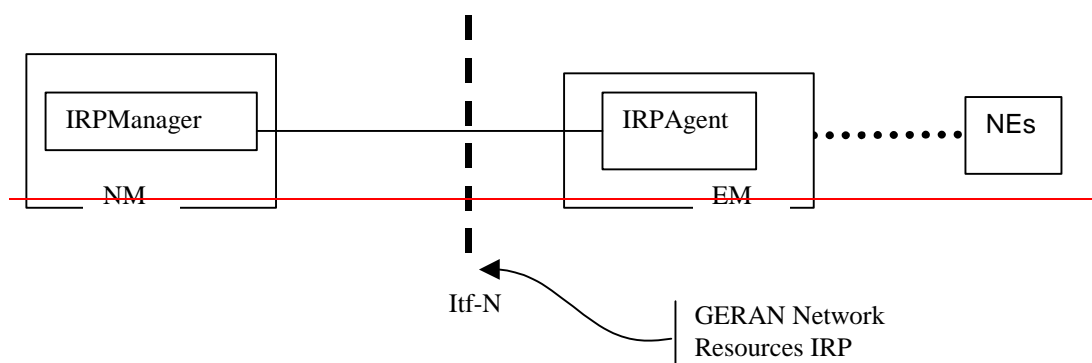 IRPManager
IRPAgent
NEs
NM
EM
Itf-N
GERAN Network
Resources IRP